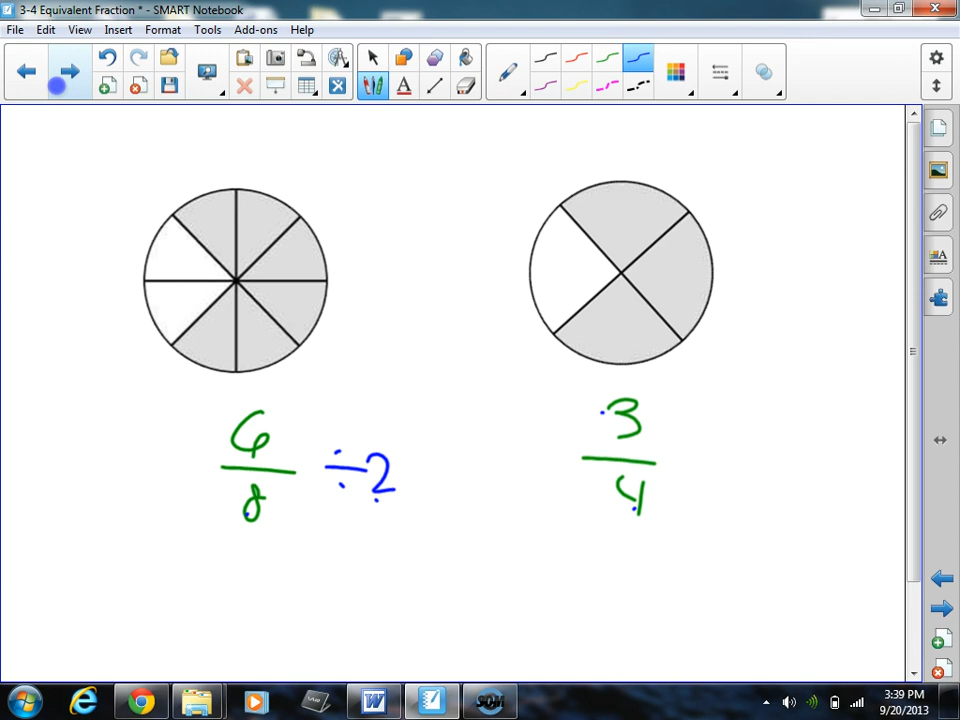 3-4 Equivalent Fraction * - SMART Notebook
File Edit View Insert Format Tools Add-ons Help
6
8
÷2
3
4
3:39 PM
9/20/2013